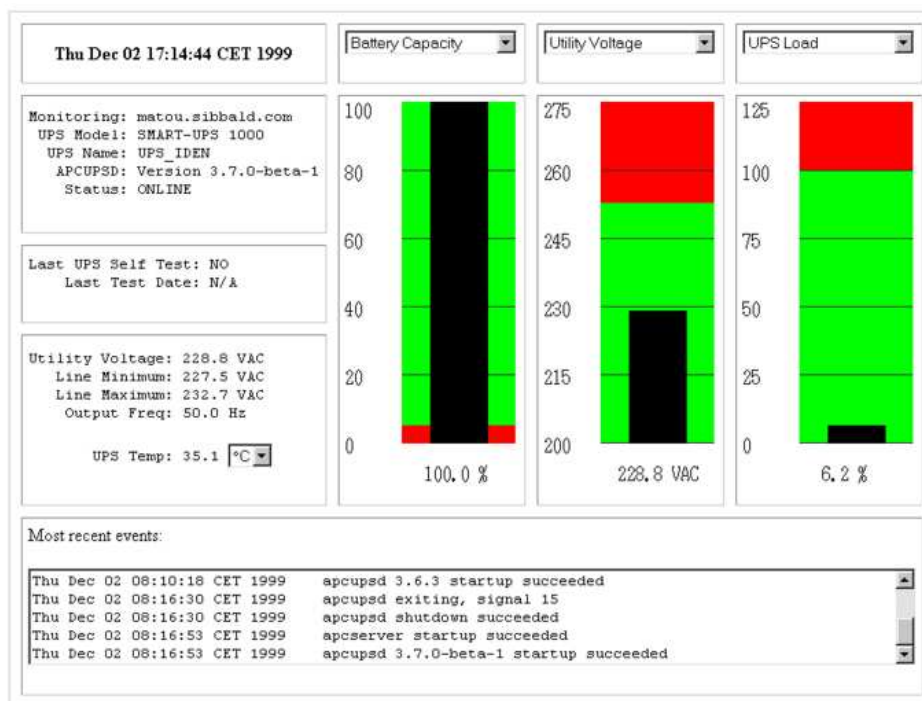 Thu Dec 02 17:14:44 CET 1999
Battery Capacity
Utility Voltage
UPS Load
Monitoring: matou.sibbald.com
UPS Model: SMART-UPS 1000
UPS Name: UPS_IDEN
APCUPSD: Version 3.7.0-beta-1
Status: ONLINE
Last UPS Self Test: NO
Last Test Date: N/A
Utility Voltage: 228.8 VAC
Line Minimum: 227.5 VAC
Line Maximum: 232.7 VAC
Output Freq: 50.0 Hz
UPS Temp: 35.1 °C
100
80
60
40
20
0
100.0 %
275
260
245
230
215
200
228.8 VAC
125
100
75
50
25
0
6.2 %
Most recent events:
Thu Dec 02 08:10:18 CET 1999 apcupsd 3.6.3 startup succeeded
Thu Dec 02 08:16:30 CET 1999 apcupsd exiting, signal 15
Thu Dec 02 08:16:30 CET 1999 apcupsd shutdown succeeded
Thu Dec 02 08:16:53 CET 1999 apcserver startup succeeded
Thu Dec 02 08:16:53 CET 1999 apcupsd 3.7.0-beta-1 startup succeeded